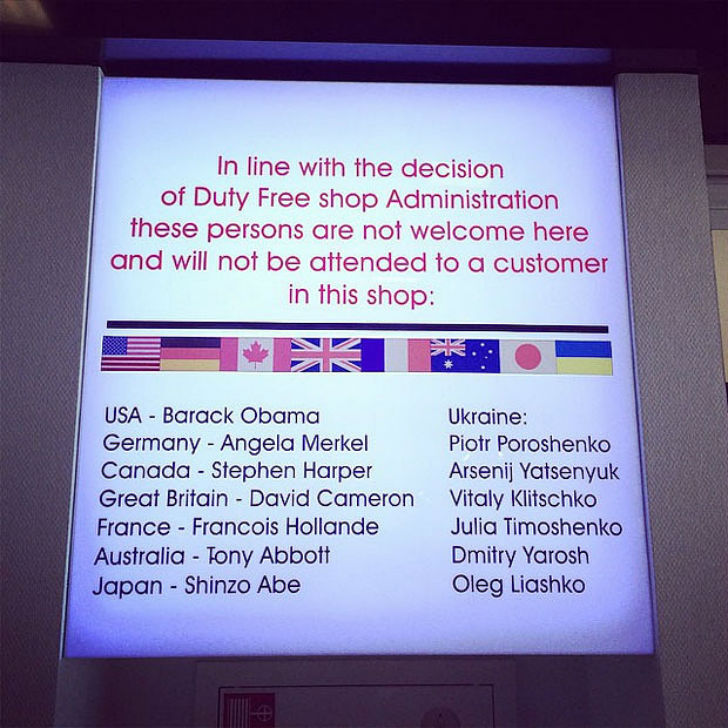 In line with the decision
of Duty Free shop Administration
these persons are not welcome here
and will not be attended to a customer
in this shop:
USA - Barack Obama
Germany - Angela Merkel
Canada - Stephen Harper
Great Britain - David Cameron
France - Francois Hollande
Australia - Tony Abbott
Japan - Shinzo Abe
Ukraine:
Piotr Poroshenko
Arsenij Yatsenyuk
Vitaly Klitschko
Julia Timoshenko
Dmitry Yarosh
Oleg Liashko